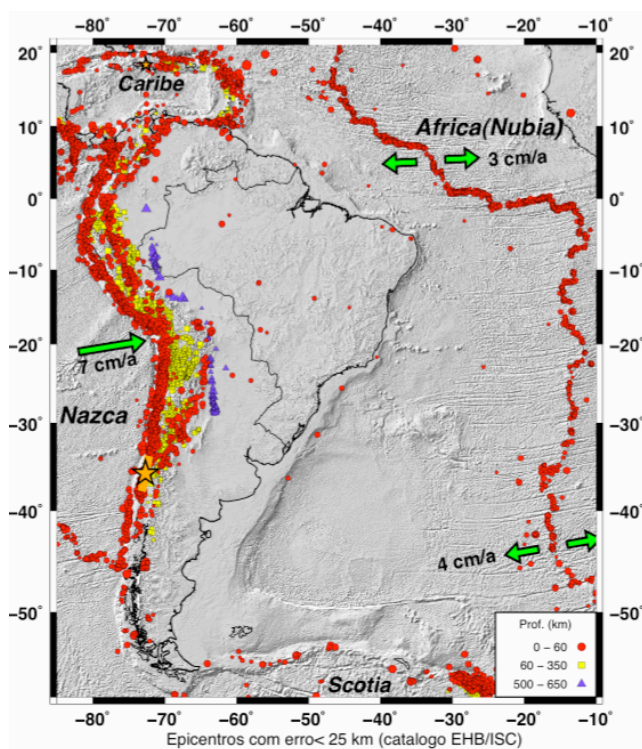 −80° −70° −60° −50° −40° −30° −20° −10°
20° 20°
Caribe
10° Africa(Nubia) 10°
3 cm/a
0° 0°
−10° −10°
−20° −20°
7 cm/a
Nazca
−30° −30°
−40° −40°
4 cm/a
−50° −50°
Prof. (km)
0 – 60
60 – 350
500 – 650
Scotia
−80° −70° −60° −50° −40° −30° −20° −10°
Epicentros com erro< 25 km (catalogo EHB/ISC)